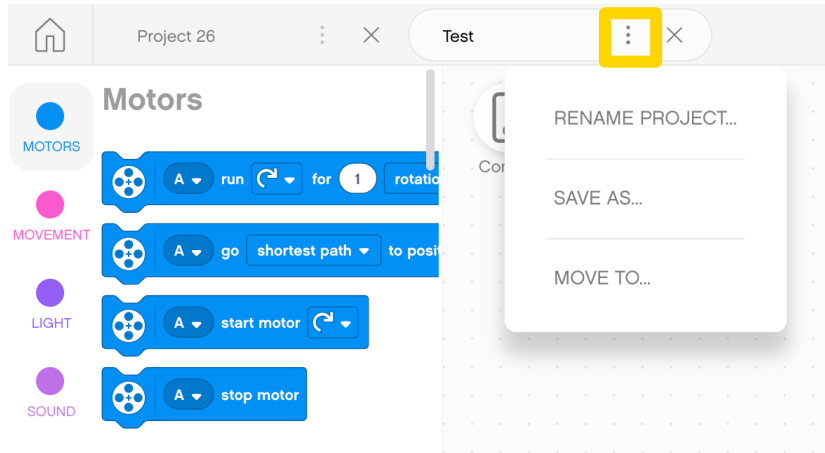 Project 26
Test
Motors
MOTORS
MOVEMENT
LIGHT
SOUND
A run for 1
A go shortest path to
A start motor
A stop motor
RENAME PROJECT...
SAVE AS...
MOVE TO...